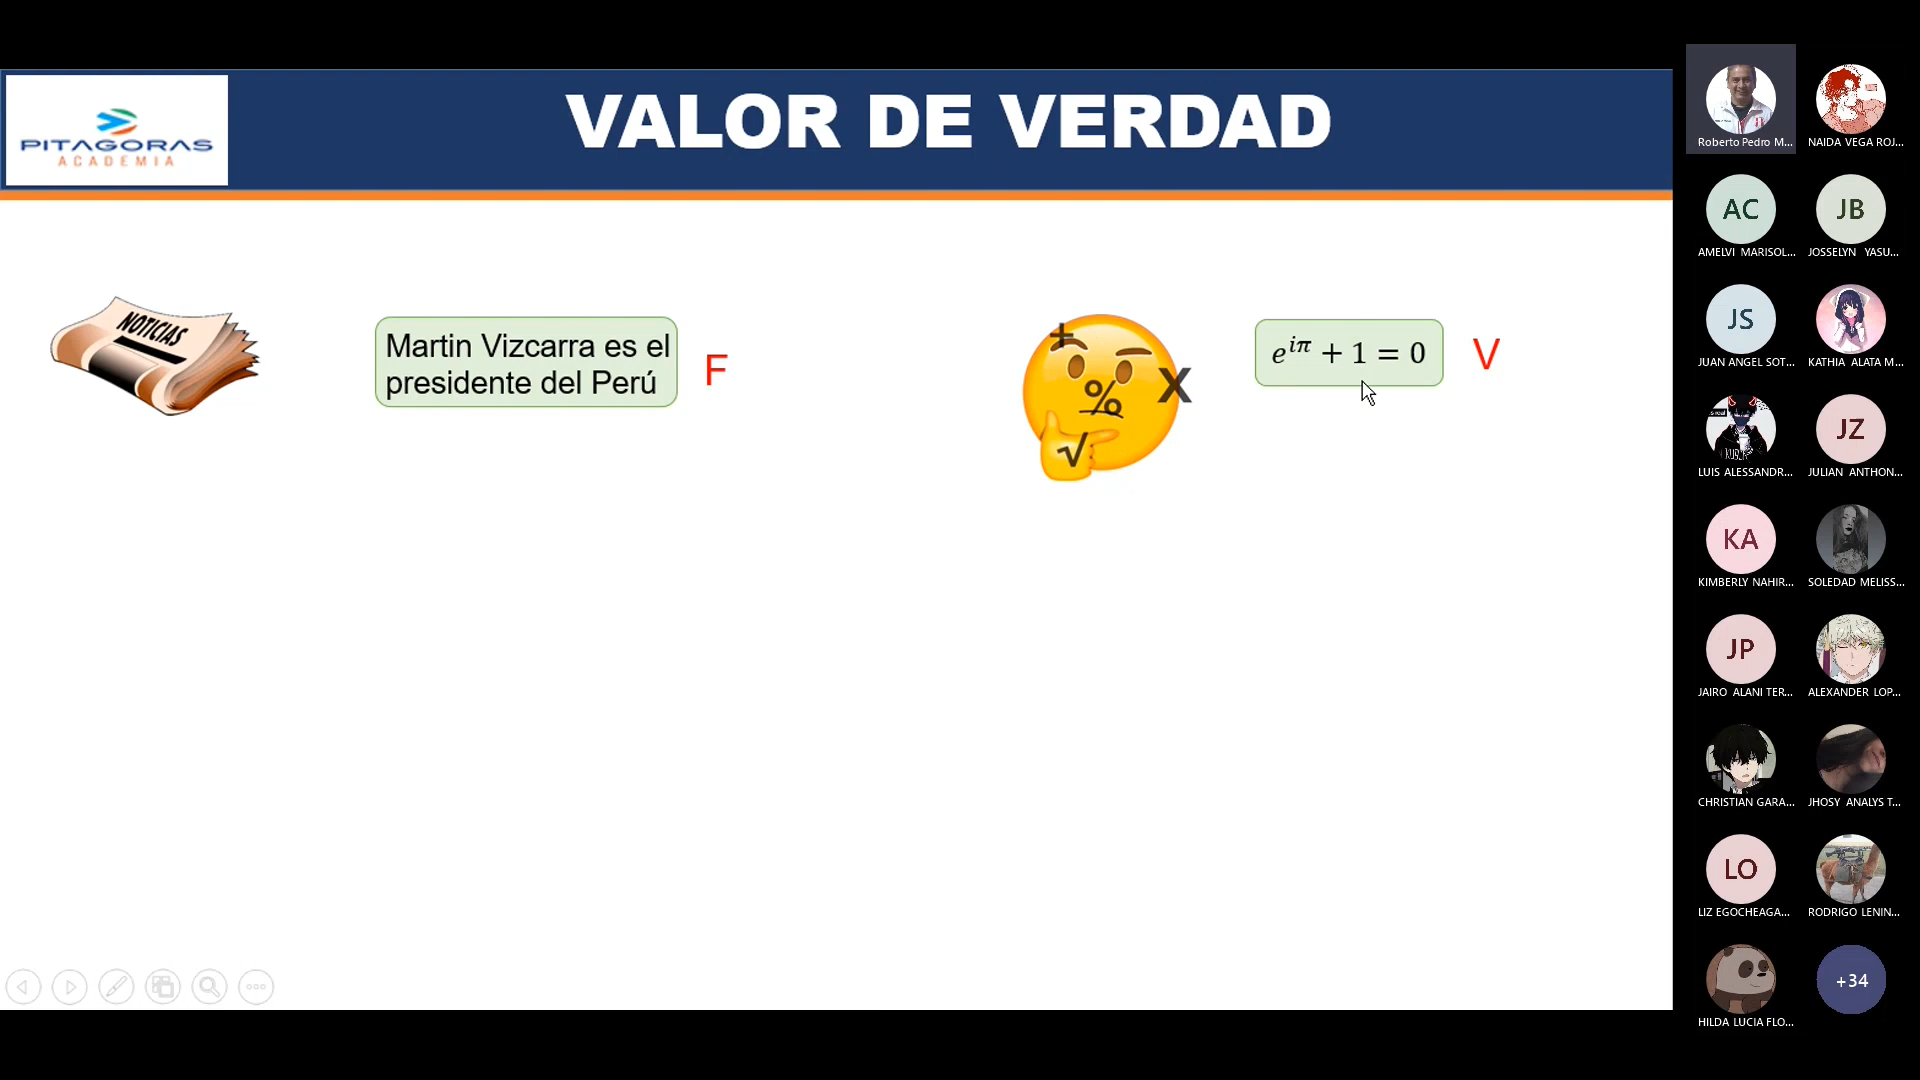 VALOR DE VERDAD
PITAGORAS
ACADEMIA
NOTICIAS
Martin Vizcarra es el
presidente del Perú
F
+
%
X
√
e^{iπ} + 1 = 0
V
Roberto Pedro M...
NAIDA VEGA ROJ...
AC
AMELVI MARISOL...
JB
JOSSELYN YASU...
JS
JUAN ANGEL SOT...
KATHIA ALATA M...
LUIS ALESSANDR...
JZ
JULIAN ANTHON...
KA
KIMBERLY NAHIR...
SOLEDAD MELISS...
JP
JAIRO ALANI TER...
ALEXANDER LOP...
CHRISTIAN GARA...
JHOSY ANALYS T...
LO
LIZ EGOCHEAGA...
RODRIGO LENIN...
HILDA LUCIA FLO...
+34